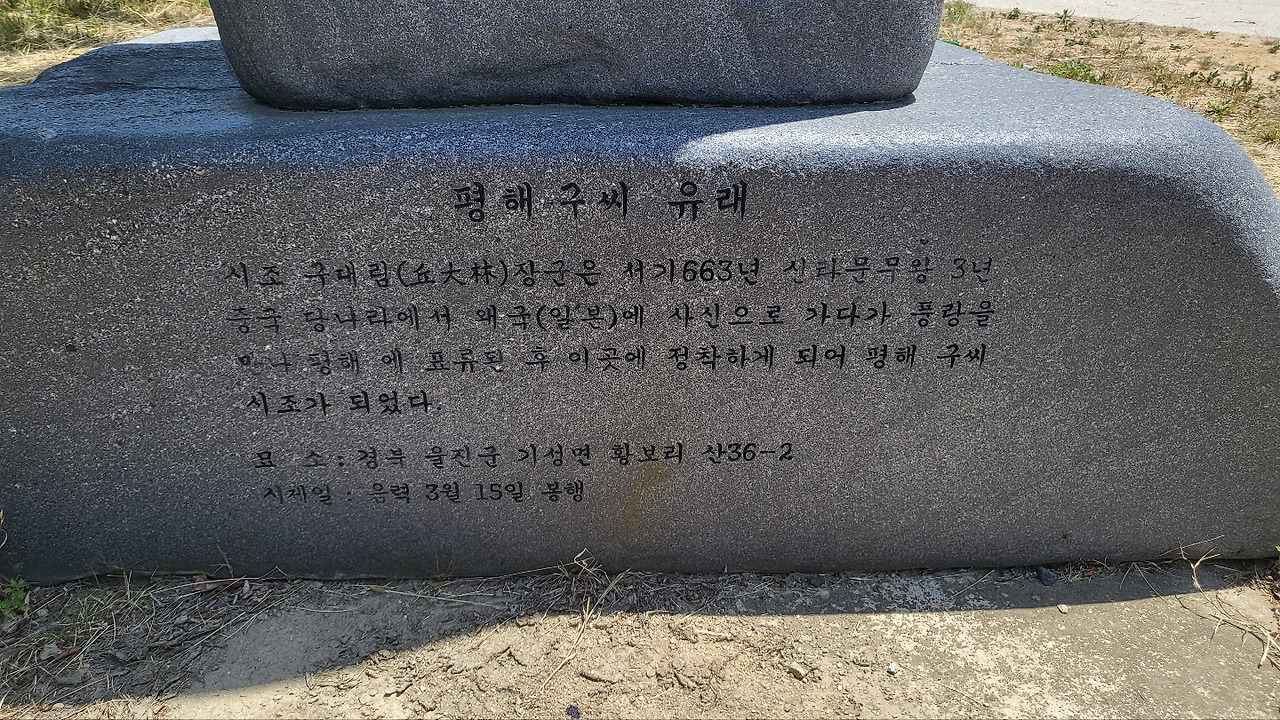 평해구씨 유래
시조 구대림(丘大林)장군은 서기663년 신라문무왕 3년
중국 당나라에서 왜국(일본)에 사신으로 가다가 풍랑을
만나 평해 에 표류된 후 이곳에 정착하게 되어 평해 구씨
시조가 되었다.
묘 소:경북 울진군 기성면 황보리 산36-2
시제일 : 음력 3월 15일 봉행